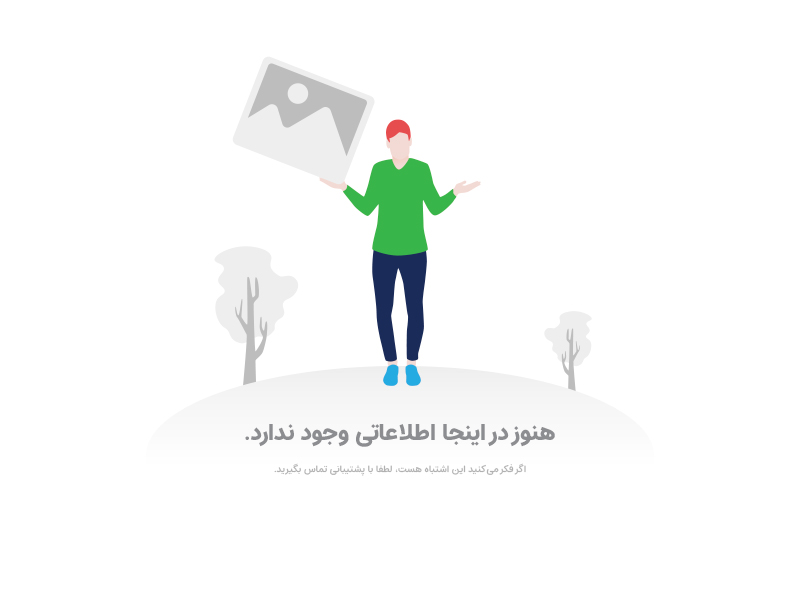 هنوز در اینجا اطلاعاتی وجود ندارد.
اگر فکر می‌کنید این اشتباه هست، لطفا با پشتیبانی تماس بگیرید.